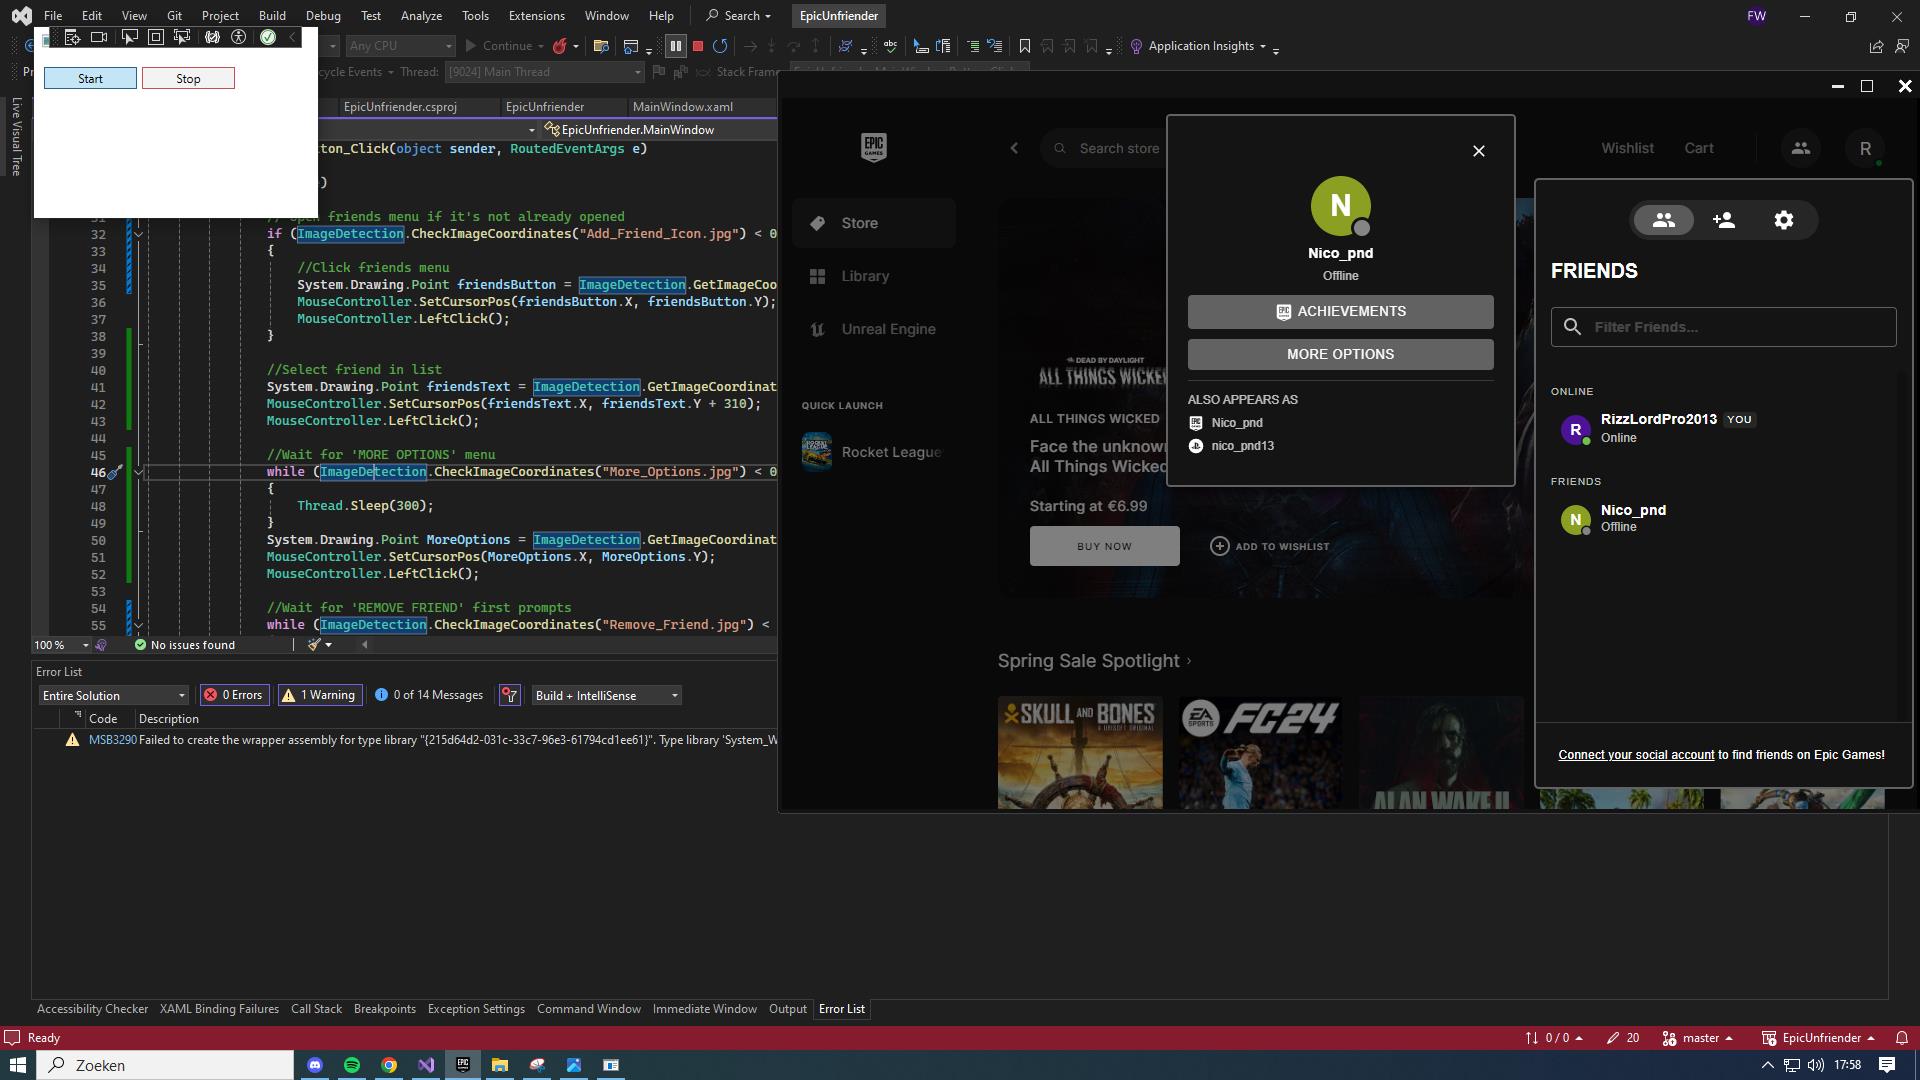 File Edit View Git Project Build Debug Test Analyze Tools Extensions Window Help Search EpicUnfriender FW
Any CPU Continue Application Insights
Start Stop
cycle Events Thread: [9024] Main Thread Stack Frame
Live Visual Tree
EpicUnfriender.csproj EpicUnfriender MainWindow.xaml
EpicUnfriender.MainWindow
ton_Click(object sender, RoutedEventArgs e)
)
friends menu if it's not already opened
32 if (ImageDetection.CheckImageCoordinates("Add_Friend_Icon.jpg") < 0
33 {
34 //Click friends menu
35 System.Drawing.Point friendsButton = ImageDetection.GetImageCoo
36 MouseController.SetCursorPos(friendsButton.X, friendsButton.Y);
37 MouseController.LeftClick();
38 }
39
40 //Select friend in list
41 System.Drawing.Point friendsText = ImageDetection.GetImageCoordinat
42 MouseController.SetCursorPos(friendsText.X, friendsText.Y + 310);
43 MouseController.LeftClick();
44
45 //Wait for 'MORE OPTIONS' menu
46 while (ImageDetection.CheckImageCoordinates("More_Options.jpg") < 0
47 {
48 Thread.Sleep(300);
49 }
50 System.Drawing.Point MoreOptions = ImageDetection.GetImageCoordinat
51 MouseController.SetCursorPos(MoreOptions.X, MoreOptions.Y);
52 MouseController.LeftClick();
53
54 //Wait for 'REMOVE FRIEND' first prompts
55 while (ImageDetection.CheckImageCoordinates("Remove_Friend.jpg") <
100 % No issues found
Error List
Entire Solution 0 Errors 1 Warning 0 of 14 Messages Build + IntelliSense
Code Description
MSB3290 Failed to create the wrapper assembly for type library "{215d64d2-031c-33c7-96e3-61794cd1ee61}". Type library 'System_W
EPIC GAMES
Search store
Wishlist Cart R
Store
Library
Unreal Engine
QUICK LAUNCH
Rocket League
DEAD BY DAYLIGHT
ALL THINGS WICKED
ALL THINGS WICKED
Face the unknown
All Things Wicked
Starting at €6.99
BUY NOW
ADD TO WISHLIST
Spring Sale Spotlight
SKULL AND BONES
EA SPORTS FC24
ALAN WAKE II
N
Nico_pnd
Offline
ACHIEVEMENTS
MORE OPTIONS
ALSO APPEARS AS
Nico_pnd
nico_pnd13
FRIENDS
Filter Friends...
ONLINE
R RizzLordPro2013 YOU
Online
FRIENDS
N Nico_pnd
Offline
Connect your social account to find friends on Epic Games!
Accessibility Checker XAML Binding Failures Call Stack Breakpoints Exception Settings Command Window Immediate Window Output Error List
Ready 0 / 0 20 master EpicUnfriender
Zoeken 17:58